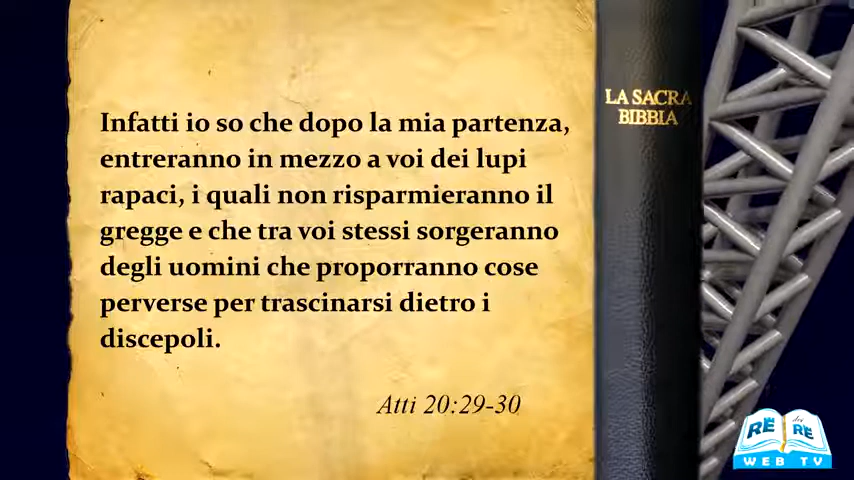 Infatti io so che dopo la mia partenza,
entreranno in mezzo a voi dei lupi
rapaci, i quali non risparmieranno il
gregge e che tra voi stessi sorgeranno
degli uomini che proporranno cose
perverse per trascinarsi dietro i
discepoli.
Atti 20:29-30
LA SACRA
BIBBIA
RE dei RE
WEB TV